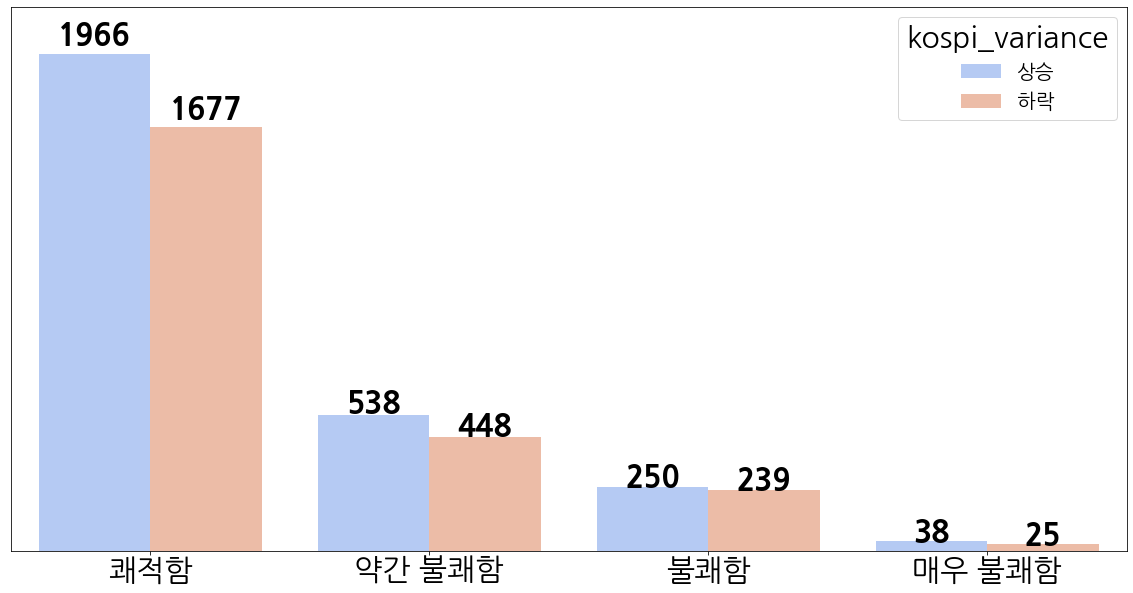 kospi_variance
상승
하락
1966
1677
538
448
250
239
38
25
쾌적함
약간 불쾌함
불쾌함
매우 불쾌함